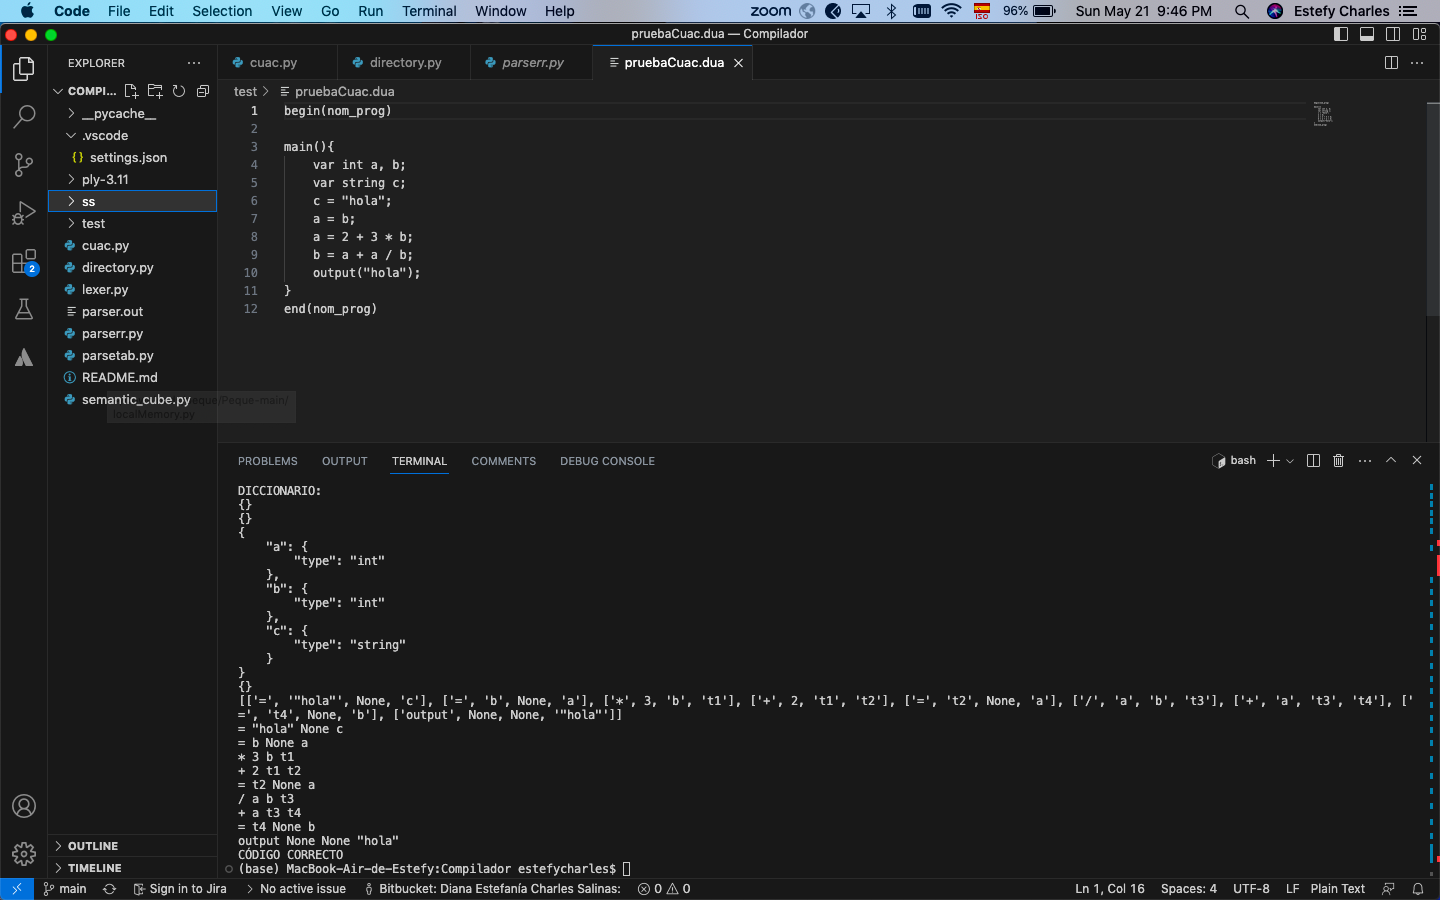 Code File Edit Selection View Go Run Terminal Window Help zoom ISO 96% Sun May 21 9:46 PM Estefy Charles
pruebaCuac.dua — Compilador
EXPLORER
COMPI...
__pycache__
.vscode
{} settings.json
ply-3.11
ss
test
cuac.py
directory.py
lexer.py
parser.out
parserr.py
parsetab.py
README.md
semantic_cube.py
eque/Peque-main/
localMemory.py
2
OUTLINE
TIMELINE
cuac.py directory.py parserr.py pruebaCuac.dua
test > pruebaCuac.dua
1 begin(nom_prog)
2
3 main(){
4 var int a, b;
5 var string c;
6 c = "hola";
7 a = b;
8 a = 2 + 3 * b;
9 b = a + a / b;
10 output("hola");
11 }
12 end(nom_prog)
PROBLEMS OUTPUT TERMINAL COMMENTS DEBUG CONSOLE bash
DICCIONARIO:
{}
{}
{
"a": {
"type": "int"
},
"b": {
"type": "int"
},
"c": {
"type": "string"
}
}
{}
[['=', '"hola"', None, 'c'], ['=', 'b', None, 'a'], ['*', 3, 'b', 't1'], ['+', 2, 't1', 't2'], ['=', 't2', None, 'a'], ['/', 'a', 'b', 't3'], ['+', 'a', 't3', 't4'], ['
=', 't4', None, 'b'], ['output', None, None, '"hola"']]
= "hola" None c
= b None a
* 3 b t1
+ 2 t1 t2
= t2 None a
/ a b t3
+ a t3 t4
= t4 None b
output None None "hola"
CÓDIGO CORRECTO
(base) MacBook-Air-de-Estefy:Compilador estefycharles$
main Sign in to Jira No active issue Bitbucket: Diana Estefanía Charles Salinas: 0 0 Ln 1, Col 16 Spaces: 4 UTF-8 LF Plain Text